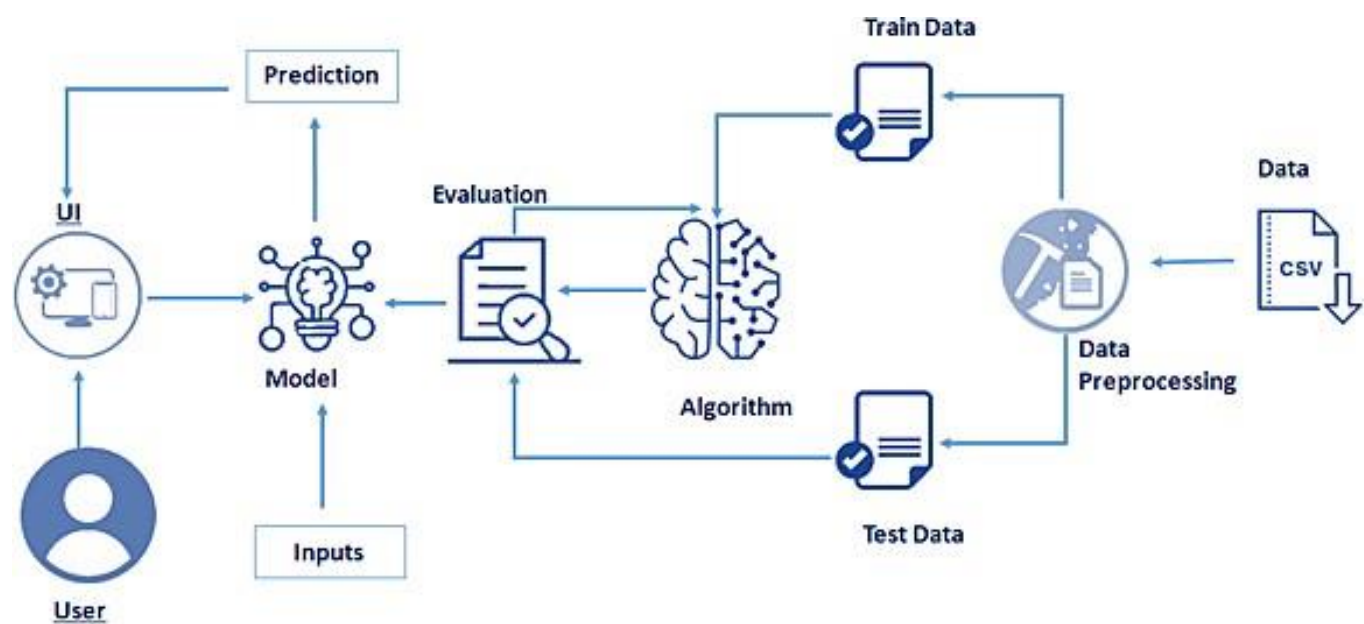 Train Data
Prediction
Data
Evaluation
UI
CSV
Data
Preprocessing
Model
Algorithm
Test Data
Inputs
User